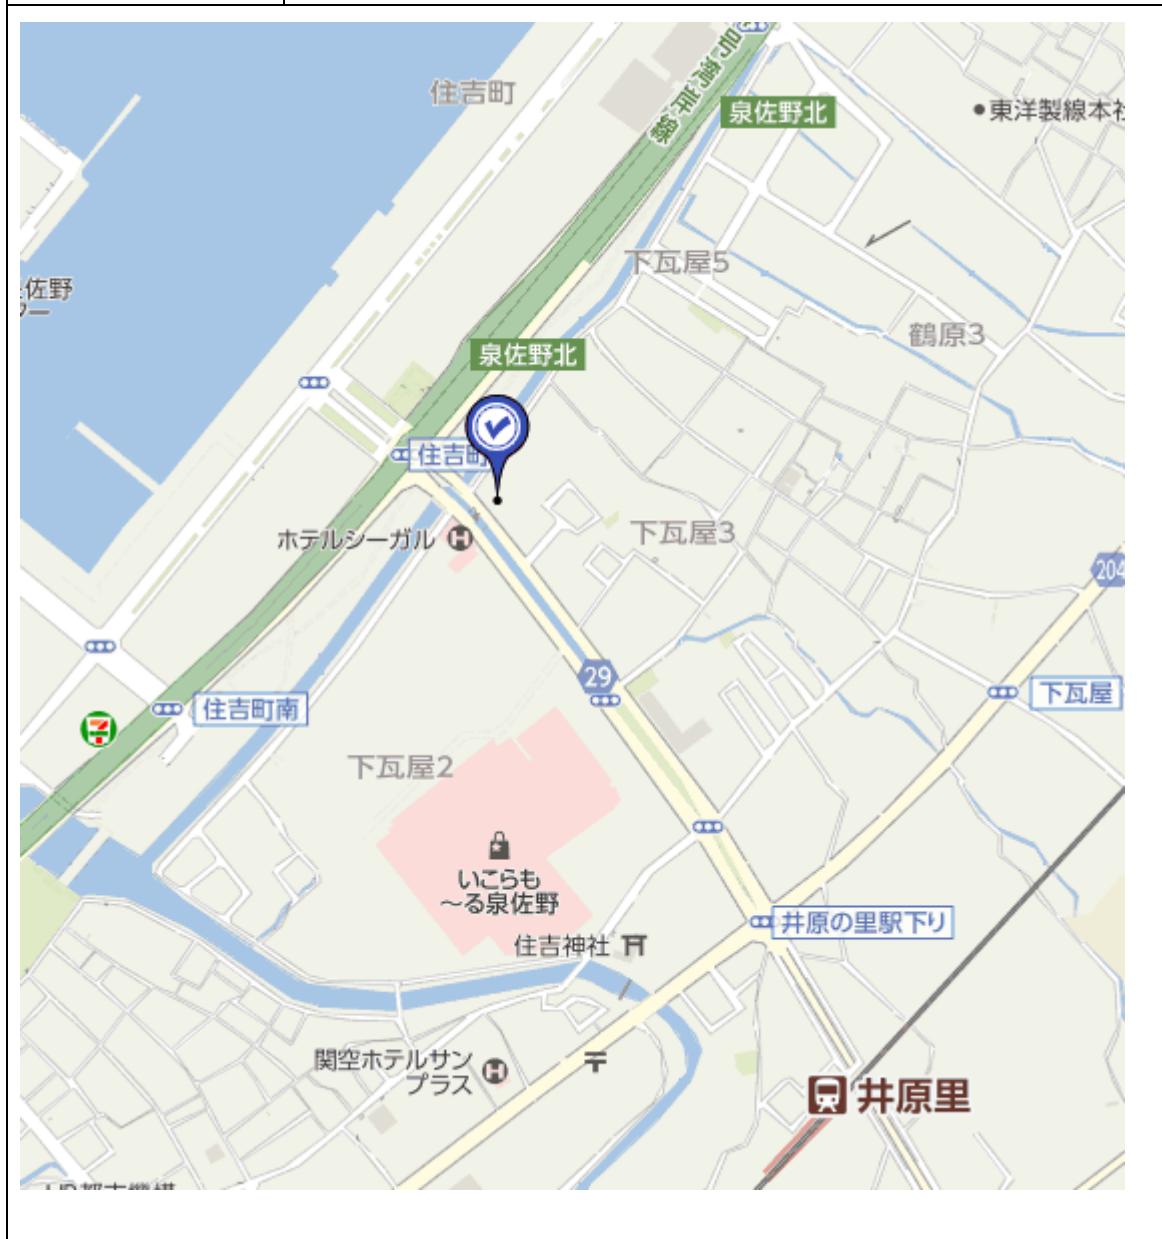 住吉町
泉佐野北
●東洋製線本社
佐野
下瓦屋5
鶴原3
泉佐野北
住吉町
ホテルシーガル
H
下瓦屋3
204
29
下瓦屋
住吉町南
7
下瓦屋2
いこらも
～る泉佐野
井原の里駅下り
住吉神社
関空ホテルサン
プラス
H
〒
井原里